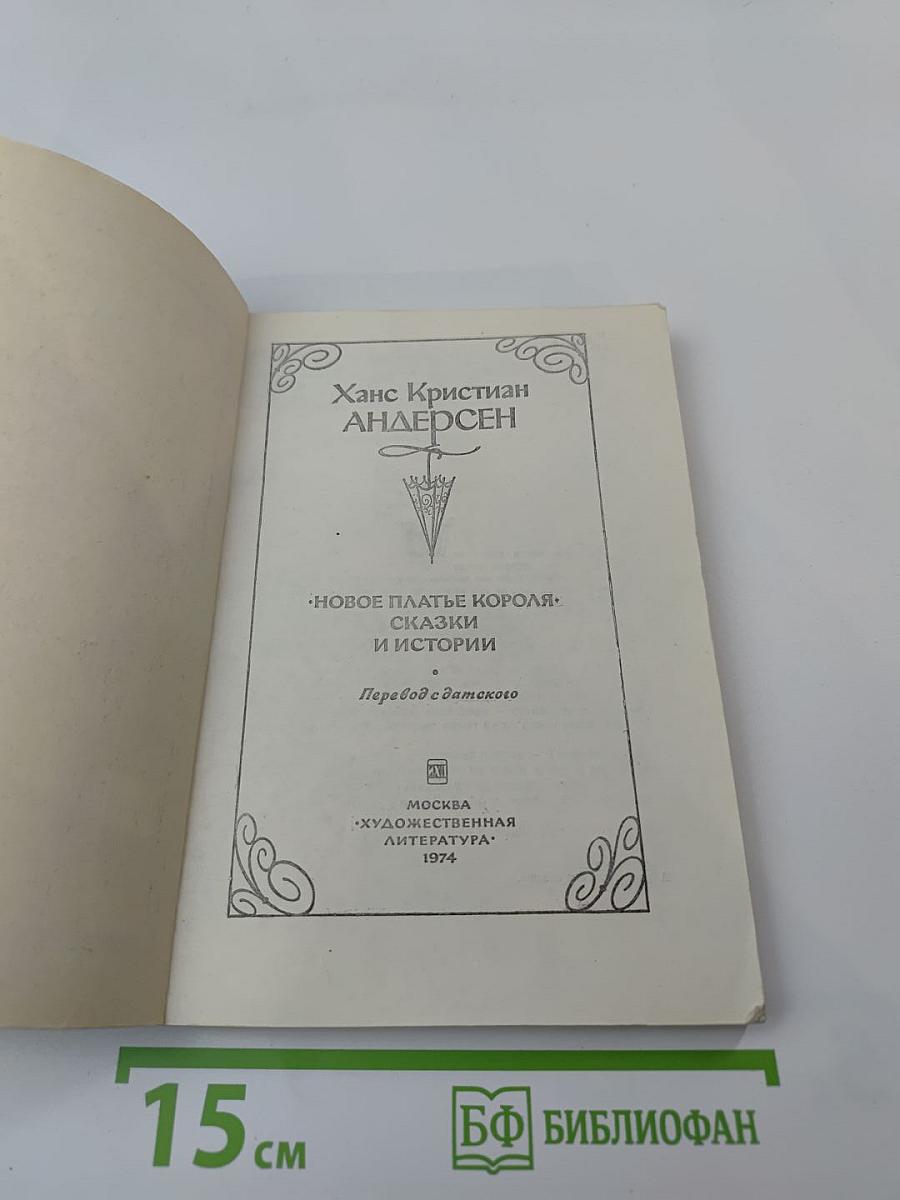 Ханс Кристиан
АНДЕРСЕН
·НОВОЕ ПЛАТЬЕ КОРОЛЯ·
СКАЗКИ
И ИСТОРИИ
Перевод с датского
МОСКВА
·ХУДОЖЕСТВЕННАЯ
ЛИТЕРАТУРА·
1974
15 см
БФ БИБЛИОФАН